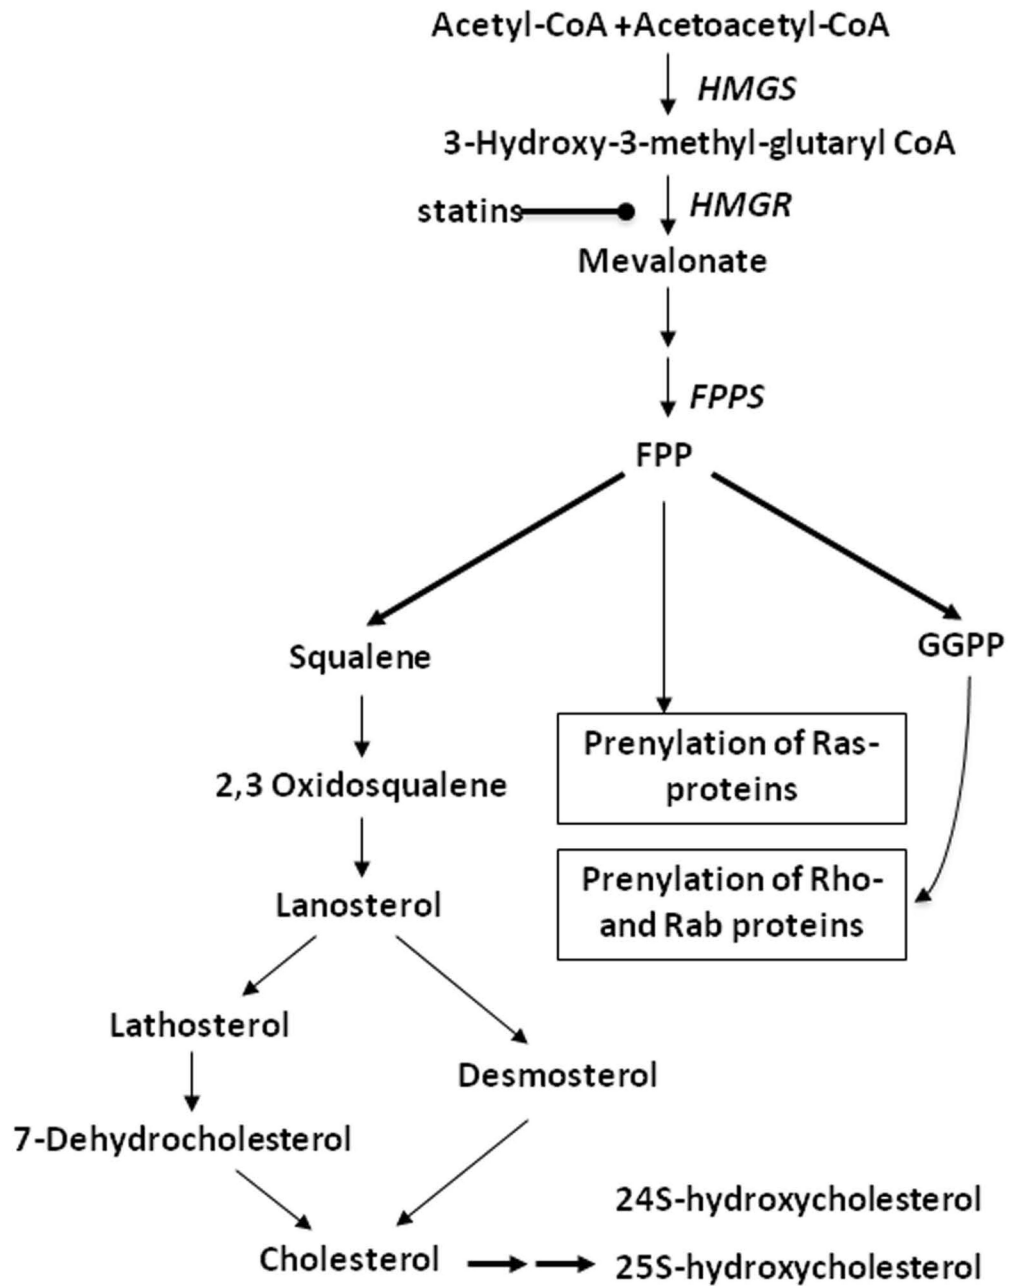 Acetyl-CoA +Acetoacetyl-CoA
HMGS
3-Hydroxy-3-methyl-glutaryl CoA
statins
HMGR
Mevalonate
FPPS
FPP
Squalene
GGPP
Prenylation of Ras-
proteins
2,3 Oxidosqualene
Prenylation of Rho-
and Rab proteins
Lanosterol
Lathosterol
Desmosterol
7-Dehydrocholesterol
24S-hydroxycholesterol
Cholesterol
25S-hydroxycholesterol